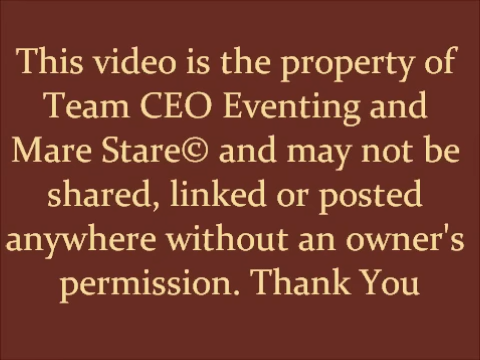 This video is the property of
Team CEO Eventing and
Mare Stare© and may not be
shared, linked or posted
anywhere without an owner's
permission. Thank You